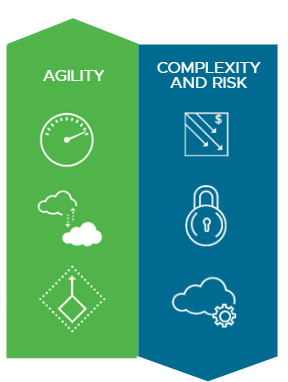 AGILITY
COMPLEXITY
AND RISK
$